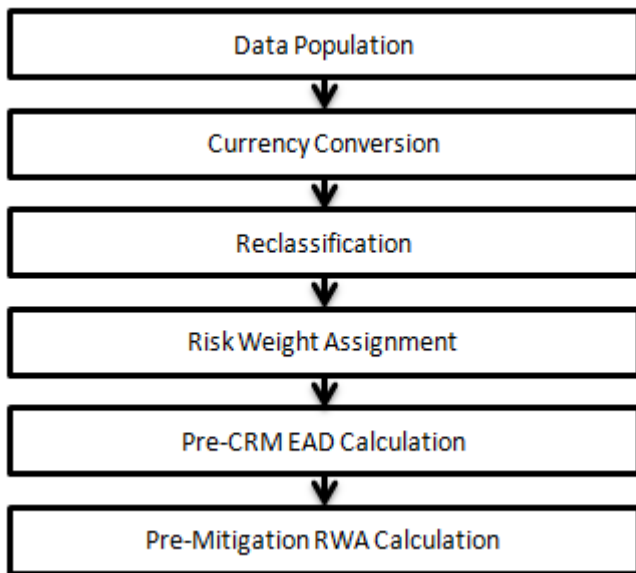 Data Population
Currency Conversion
Reclassification
Risk Weight Assignment
Pre-CRM EAD Calculation
Pre-Mitigation RWA Calculation